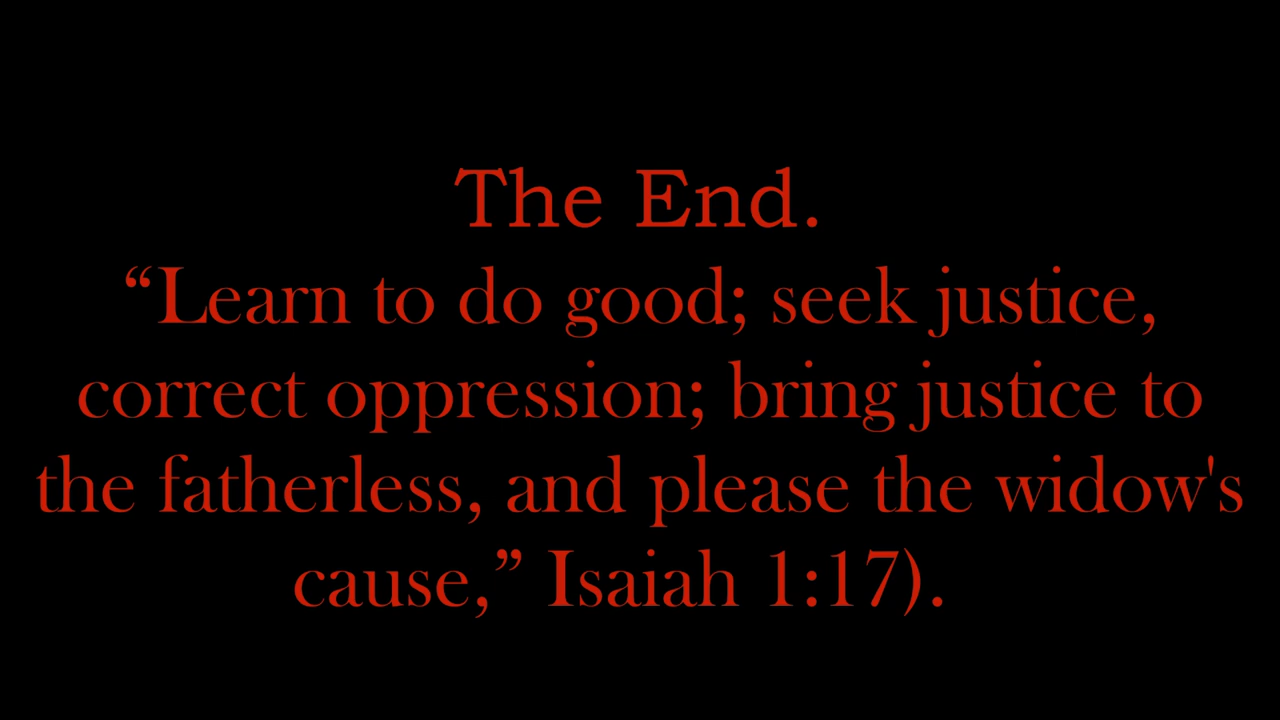 The End.
“Learn to do good; seek justice,
correct oppression; bring justice to
the fatherless, and please the widow's
cause,” Isaiah 1:17).